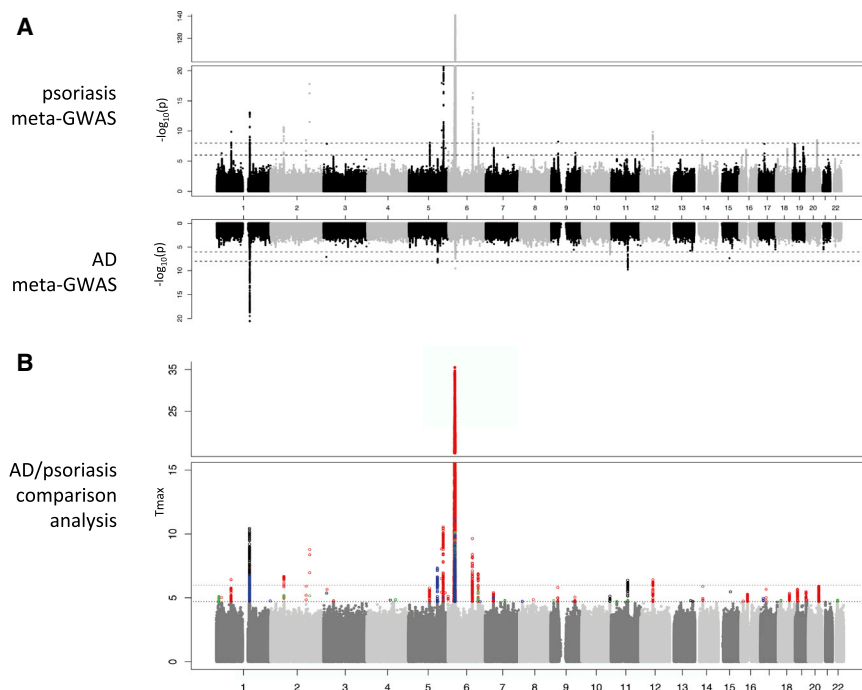 A
psoriasis
meta-GWAS
-log10(p)
140
120
20
15
10
5
0
1 2 3 4 5 6 7 8 9 10 11 12 13 14 15 16 17 18 19 20 22
AD
meta-GWAS
-log10(p)
0
5
10
15
20
B
AD/psoriasis
comparison
analysis
Tmax
35
25
15
10
5
0
1 2 3 4 5 6 7 8 9 10 11 12 13 14 15 16 17 18 19 20 22